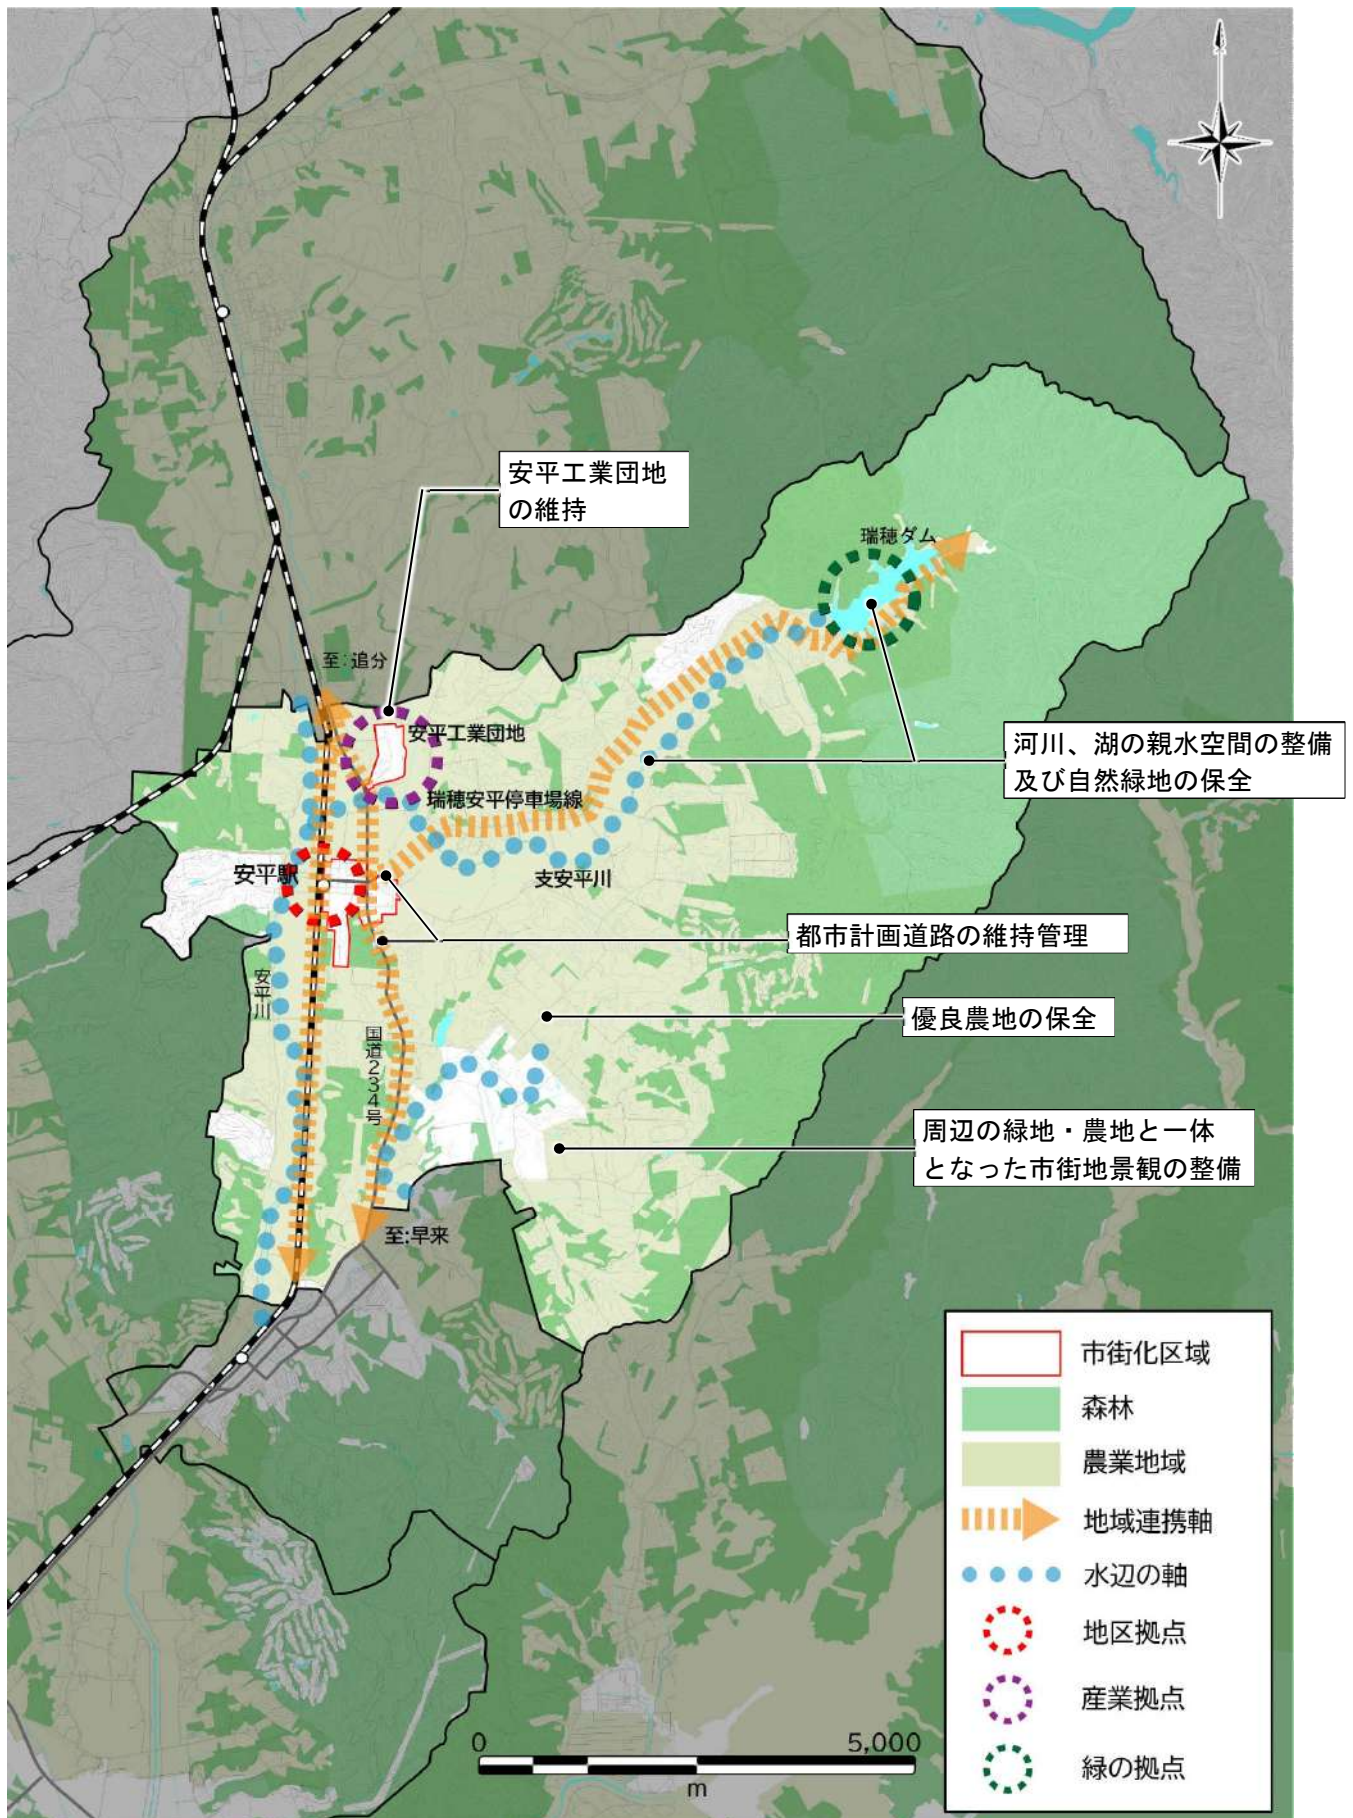 安平工業団地
の維持
瑞穂ダム
至:追分
安平工業団地
河川、湖の親水空間の整備
及び自然緑地の保全
瑞穂安平停車場線
安平駅
支安平川
都市計画道路の維持管理
安平川
優良農地の保全
国道234号
周辺の緑地・農地と一体
となった市街地景観の整備
至:早来
市街化区域
森林
農業地域
地域連携軸
水辺の軸
地区拠点
産業拠点
緑の拠点
0 5,000
m